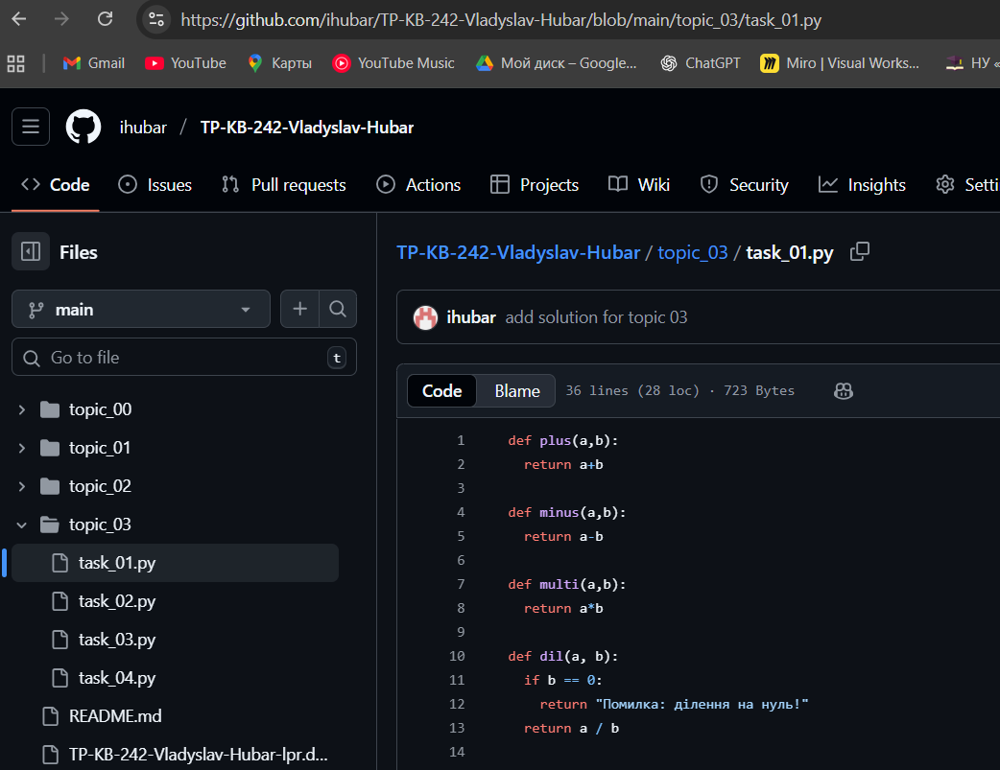 https://github.com/ihubar/TP-KB-242-Vladyslav-Hubar/blob/main/topic_03/task_01.py
Gmail YouTube Карты YouTube Music Мой диск – Google... ChatGPT Miro | Visual Works... НУ «
ihubar / TP-KB-242-Vladyslav-Hubar
Code Issues Pull requests Actions Projects Wiki Security Insights Setti
Files
main
Go to file t
topic_00
topic_01
topic_02
topic_03
task_01.py
task_02.py
task_03.py
task_04.py
README.md
TP-KB-242-Vladyslav-Hubar-lpr.d...
TP-KB-242-Vladyslav-Hubar / topic_03 / task_01.py
ihubar add solution for topic 03
Code Blame 36 lines (28 loc) · 723 Bytes
1 def plus(a,b):
2 return a+b
3
4 def minus(a,b):
5 return a-b
6
7 def multi(a,b):
8 return a*b
9
10 def dil(a, b):
11 if b == 0:
12 return "Помилка: ділення на нуль!"
13 return a / b
14